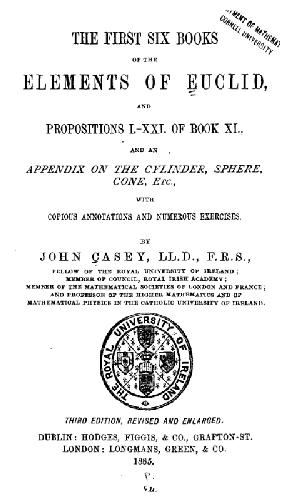 DEPARTMENT OF MATHEMATICS
CORNELL UNIVERSITY
THE FIRST SIX BOOKS
OF THE
ELEMENTS OF EUCLID,
AND
PROPOSITIONS I.-XXI. OF BOOK XI.,
AND AN
APPENDIX ON THE CYLINDER, SPHERE,
CONE, ETC.,
WITH
COPIOUS ANNOTATIONS AND NUMEROUS EXERCISES.
BY
JOHN CASEY, LL.D., F.R.S.,
FELLOW OF THE ROYAL UNIVERSITY OF IRELAND;
MEMBER OF COUNCIL, ROYAL IRISH ACADEMY;
MEMBER OF THE MATHEMATICAL SOCIETIES OF LONDON AND FRANCE;
AND PROFESSOR OF THE HIGHER MATHEMATICS AND OF
MATHEMATICAL PHYSICS IN THE CATHOLIC UNIVERSITY OF IRELAND.
THE ROYAL UNIVERSITY OF IRELAND
THIRD EDITION, REVISED AND ENLARGED.
DUBLIN: HODGES, FIGGIS, & CO., GRAFTON-ST.
LONDON: LONGMANS, GREEN, & CO.
1885.